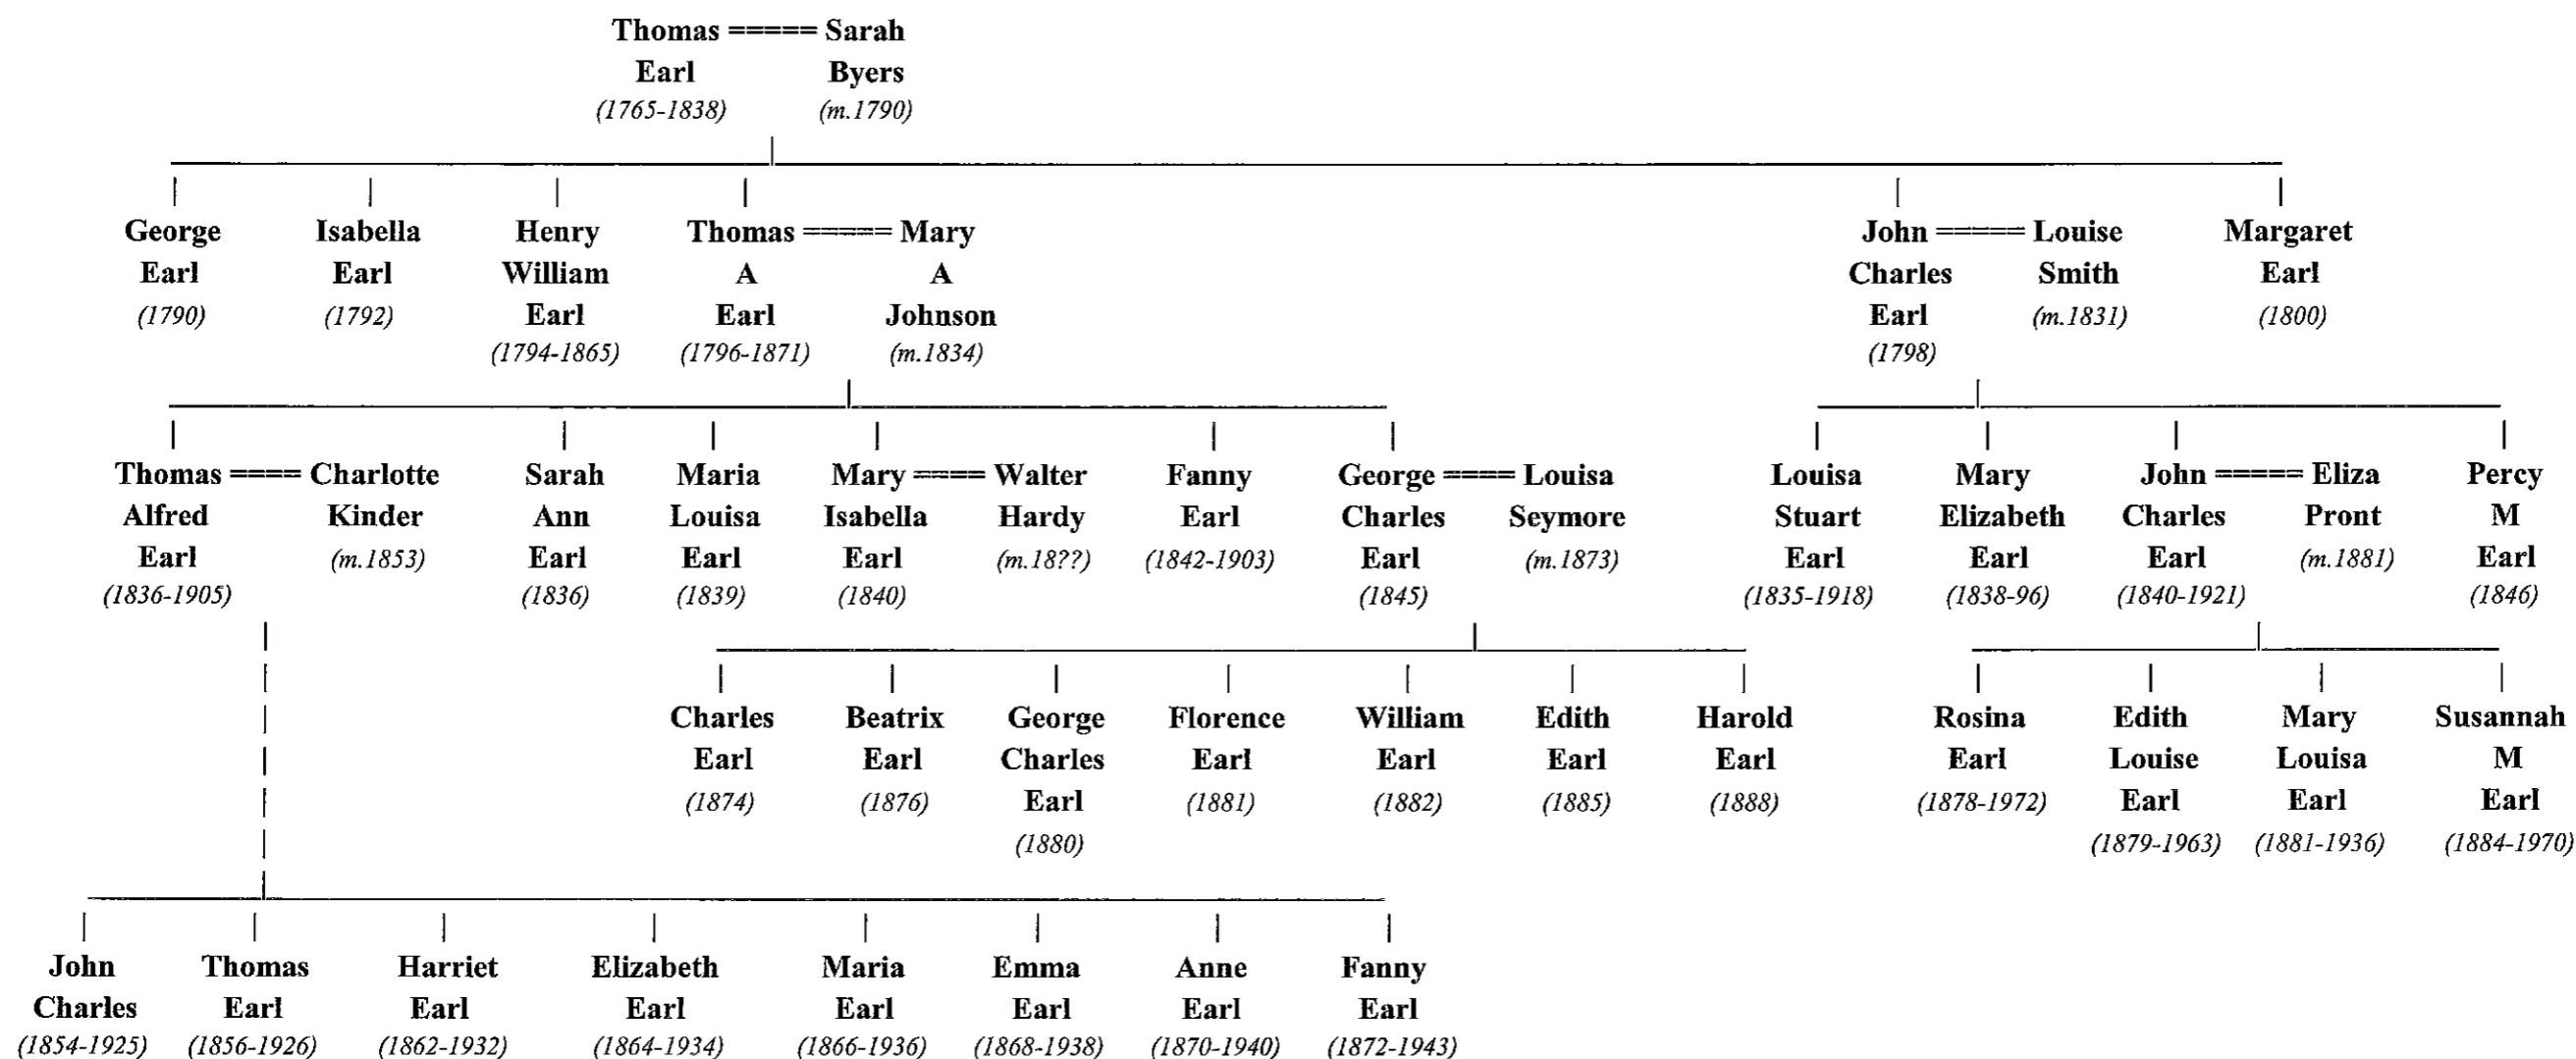 Thomas ===== Sarah
Earl Byers
(1765-1838) (m.1790)
George Isabella Henry Thomas ===== Mary John ===== Louise Margaret
Earl Earl William A A Charles Smith Earl
(1790) (1792) Earl Earl Johnson Earl (m.1831) (1800)
(1794-1865) (1796-1871) (m.1834) (1798)
Thomas ==== Charlotte Sarah Maria Mary ==== Walter Fanny George ==== Louisa Louisa Mary John ===== Eliza Percy
Alfred Kinder Ann Louisa Isabella Hardy Earl Charles Seymore Stuart Elizabeth Charles Pront M
Earl (m.1853) Earl Earl Earl (m.18??) (1842-1903) Earl (m.1873) Earl Earl Earl (m.1881) Earl
(1836-1905) (1836) (1839) (1840) (1845) (1835-1918) (1838-96) (1840-1921) (1846)
Charles Beatrix George Florence William Edith Harold Rosina Edith Mary Susannah
Earl Earl Charles Earl Earl Earl Earl Earl Louise Louisa M
(1874) (1876) Earl (1881) (1882) (1885) (1888) (1878-1972) Earl Earl Earl
(1880) (1879-1963) (1881-1936) (1884-1970)
John Thomas Harriet Elizabeth Maria Emma Anne Fanny
Charles Earl Earl Earl Earl Earl Earl Earl
(1854-1925) (1856-1926) (1862-1932) (1864-1934) (1866-1936) (1868-1938) (1870-1940) (1872-1943)